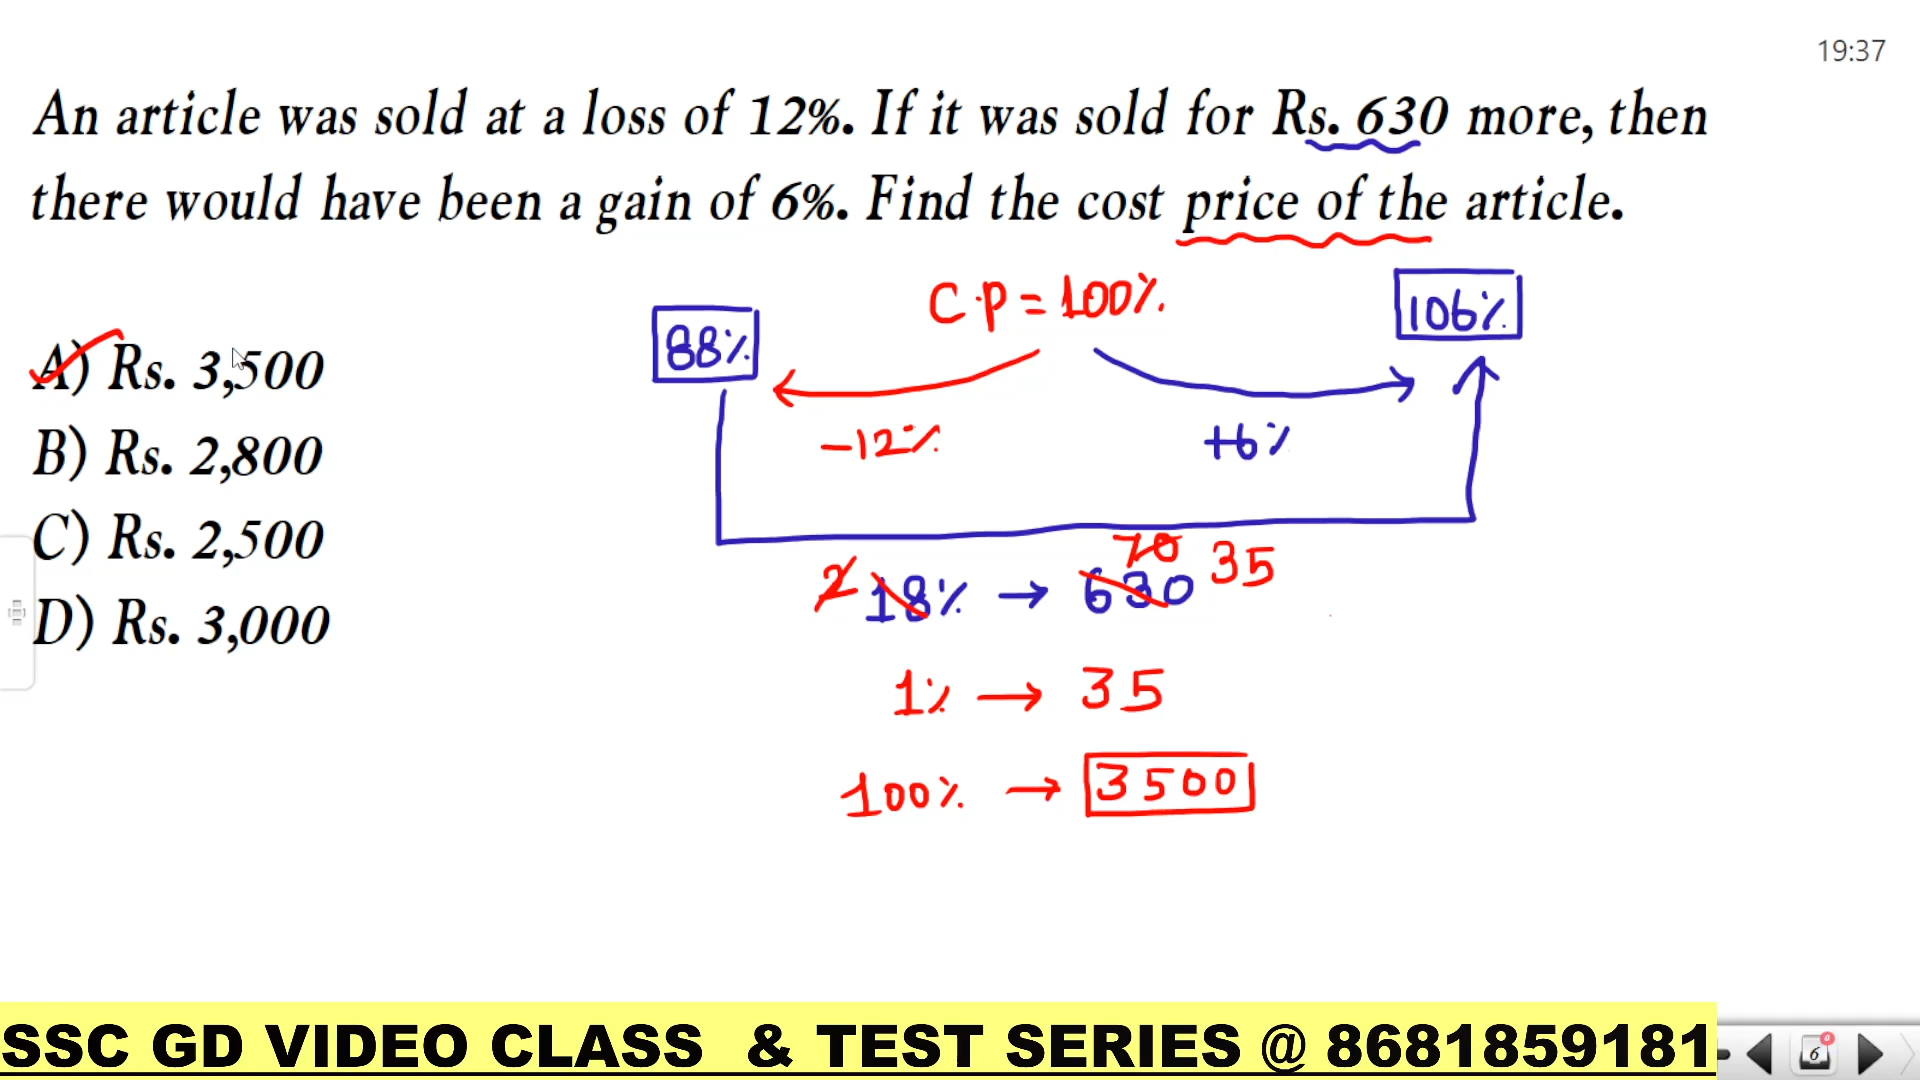 19:37
An article was sold at a loss of 12%. If it was sold for Rs. 630 more, then
there would have been a gain of 6%. Find the cost price of the article.
C.P = 100%
106%
88%
A) Rs. 3,500
-12%
+6%
B) Rs. 2,800
C) Rs. 2,500
70
35
2
18% → 630
D) Rs. 3,000
1% → 35
100% → 3500
SSC GD VIDEO CLASS & TEST SERIES @ 8681859181
6